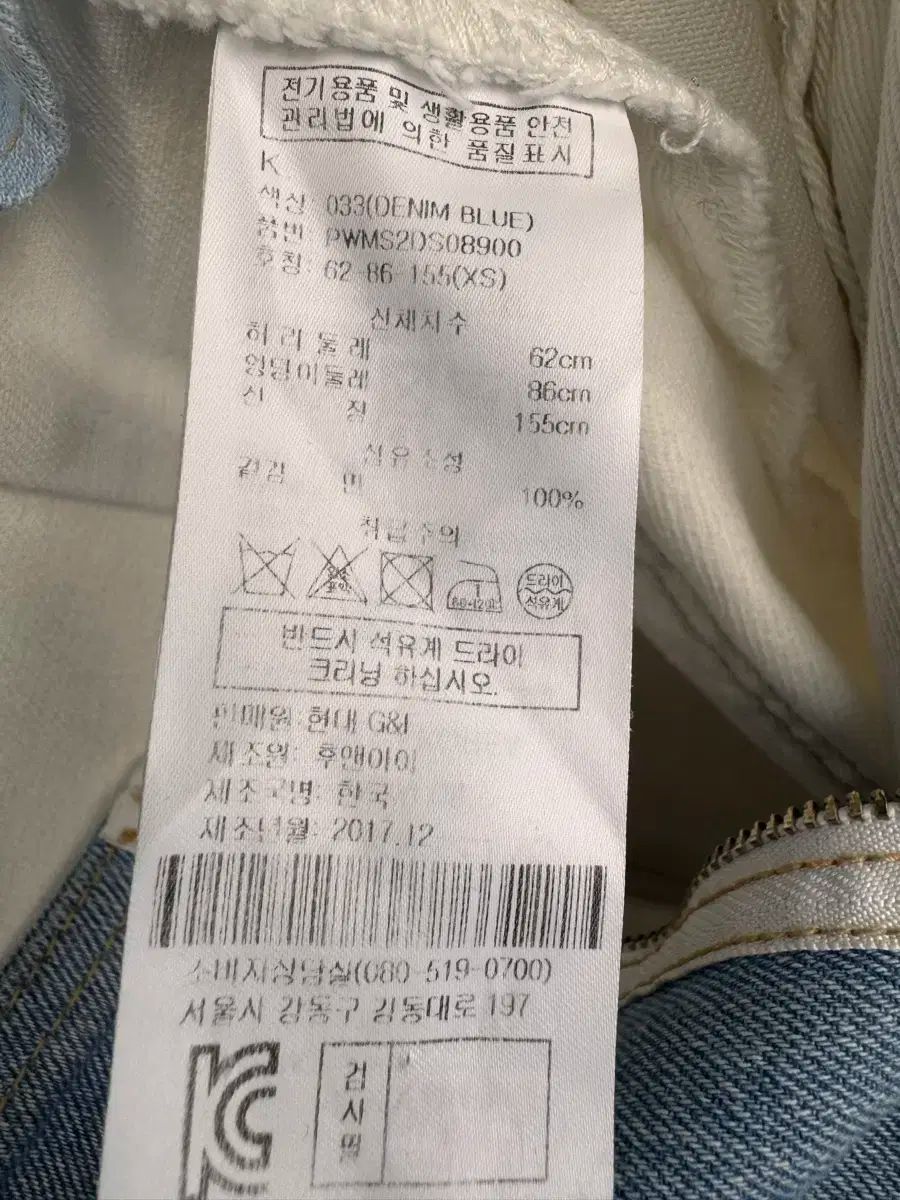 전기용품 및 생활용품 안전
관리법에 의한 품질표시
K
색상: 033(DENIM BLUE)
품번: PWMS2DS08900
호칭: 62-86-155(XS)
신체치수
허리둘레 62cm
엉덩이둘레 86cm
신 장 155cm
섬유조성
겉감 면 100%
취급주의
드라이
석유계
반드시 석유계 드라이
크리닝 하십시오.
판매원: 현대 G&F
제조원: 후앤아이
제조국명: 한국
제조년월: 2017.12
소비자상담실(080-519-0700)
서울시 강동구 강동대로 197
KC
검
사
필